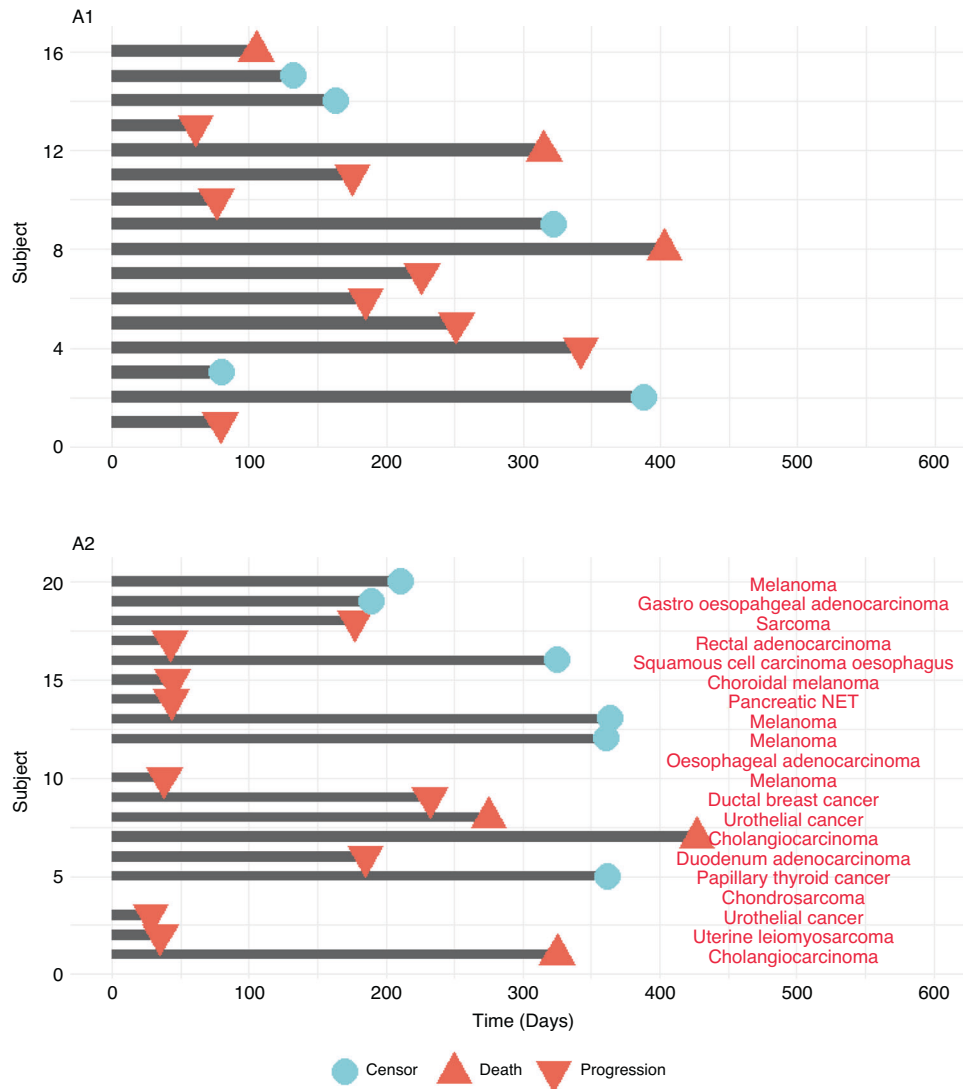 A1
16
12
8
4
0
Subject
0 100 200 300 400 500 600
A2
20
15
10
5
0
Subject
Melanoma
Gastro oesopahgeal adenocarcinoma
Sarcoma
Rectal adenocarcinoma
Squamous cell carcinoma oesophagus
Choroidal melanoma
Pancreatic NET
Melanoma
Melanoma
Oesophageal adenocarcinoma
Melanoma
Ductal breast cancer
Urothelial cancer
Cholangiocarcinoma
Duodenum adenocarcinoma
Papillary thyroid cancer
Chondrosarcoma
Urothelial cancer
Uterine leiomyosarcoma
Cholangiocarcinoma
0 100 200 300 400 500 600
Time (Days)
Censor Death Progression